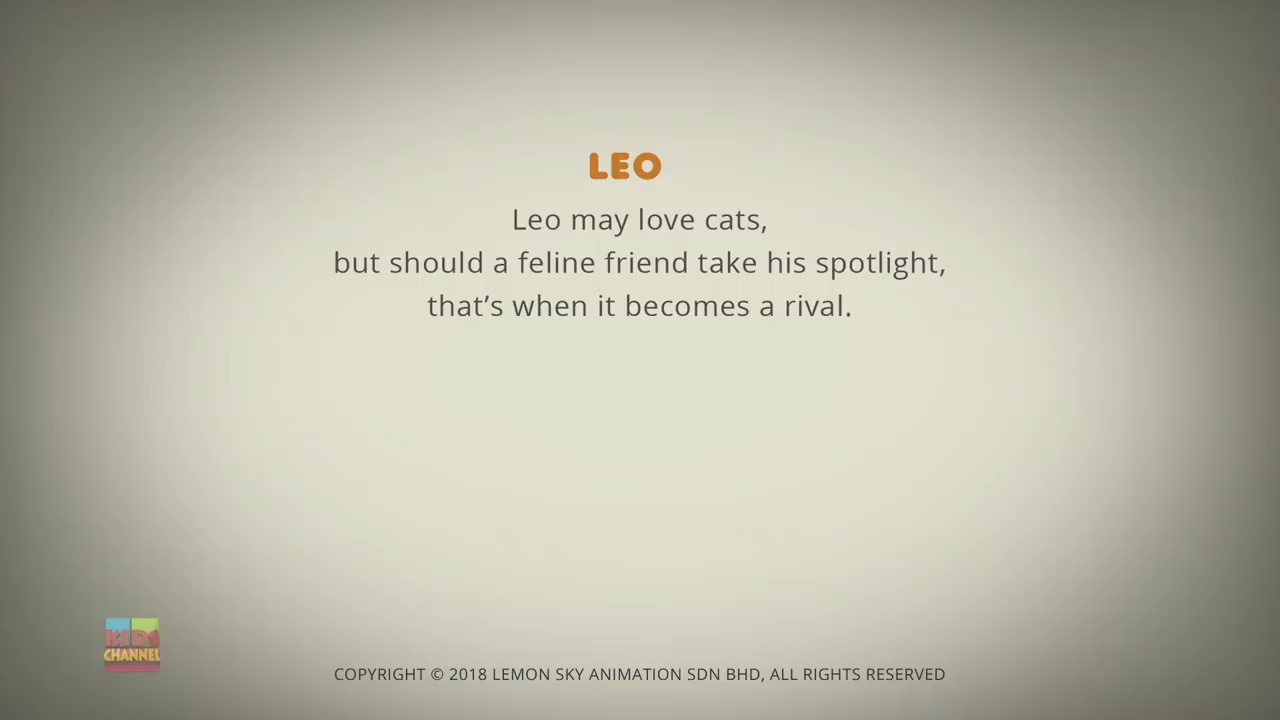 LEO
Leo may love cats,
but should a feline friend take his spotlight,
that’s when it becomes a rival.
KIDS
CHANNEL
COPYRIGHT © 2018 LEMON SKY ANIMATION SDN BHD, ALL RIGHTS RESERVED